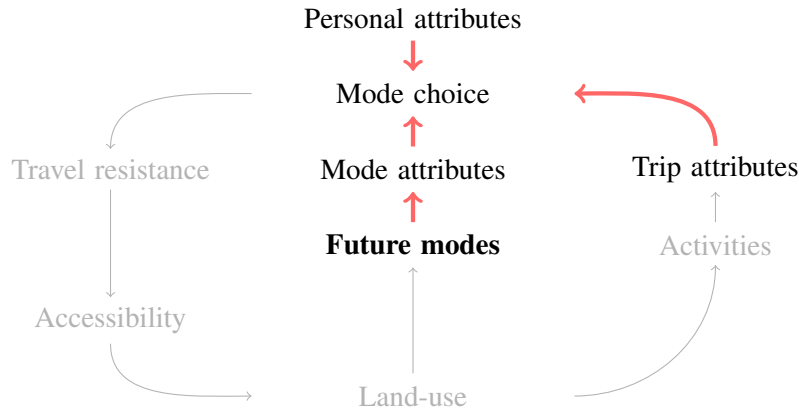 Personal attributes
Mode choice
Travel resistance
Mode attributes
Trip attributes
Future modes
Activities
Accessibility
Land-use